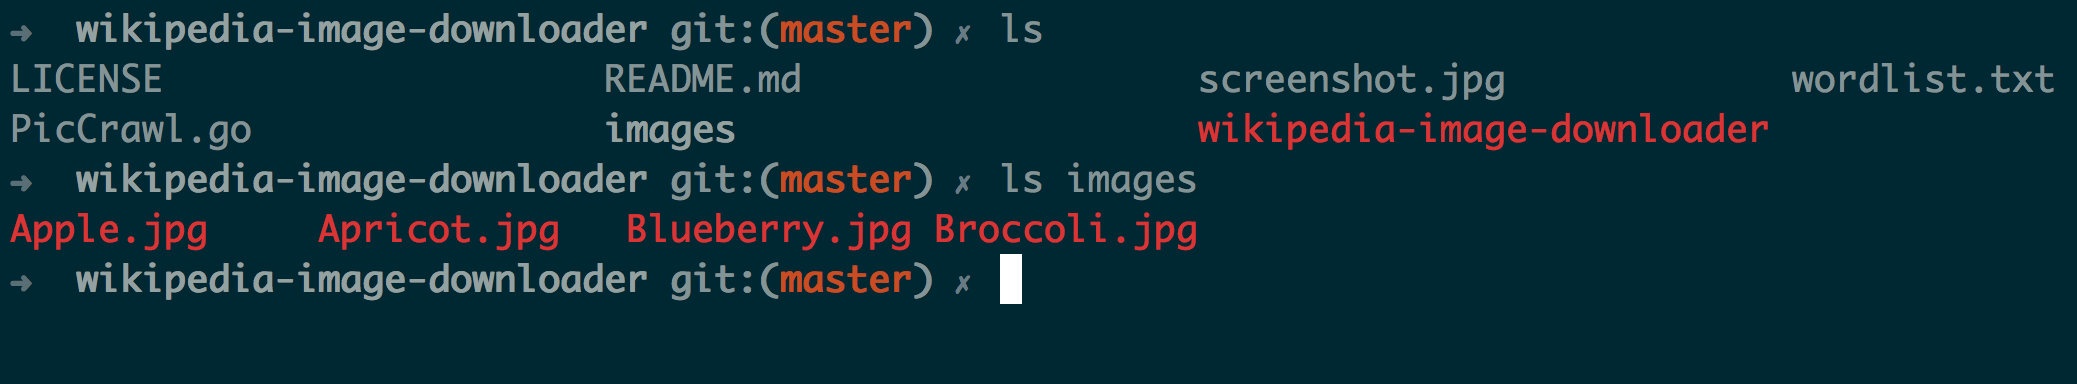 ➜ wikipedia-image-downloader git:(master) ✗ ls
LICENSE README.md screenshot.jpg wordlist.txt
PicCrawl.go images wikipedia-image-downloader
➜ wikipedia-image-downloader git:(master) ✗ ls images
Apple.jpg Apricot.jpg Blueberry.jpg Broccoli.jpg
➜ wikipedia-image-downloader git:(master) ✗